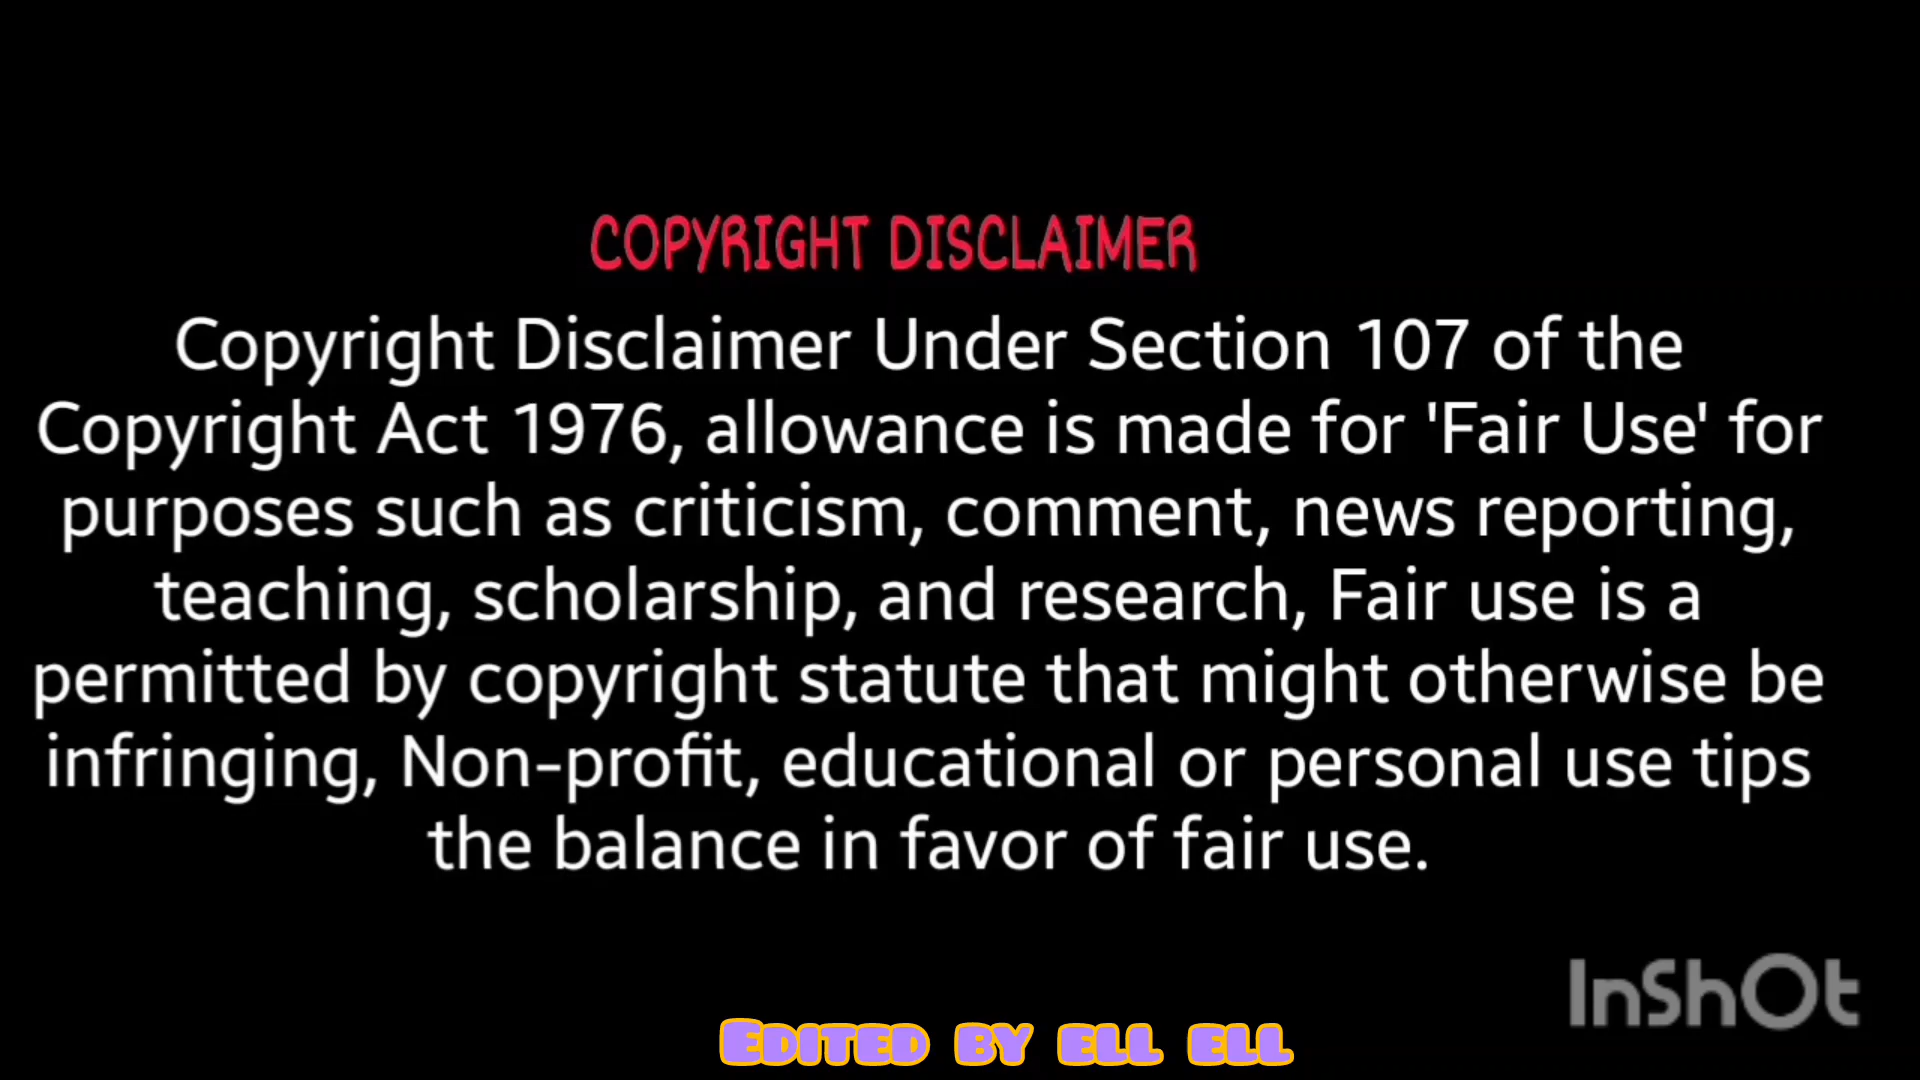 COPYRIGHT DISCLAIMER
Copyright Disclaimer Under Section 107 of the
Copyright Act 1976, allowance is made for 'Fair Use' for
purposes such as criticism, comment, news reporting,
teaching, scholarship, and research, Fair use is a
permitted by copyright statute that might otherwise be
infringing, Non-profit, educational or personal use tips
the balance in favor of fair use.
InShOt
Edited by ell ell